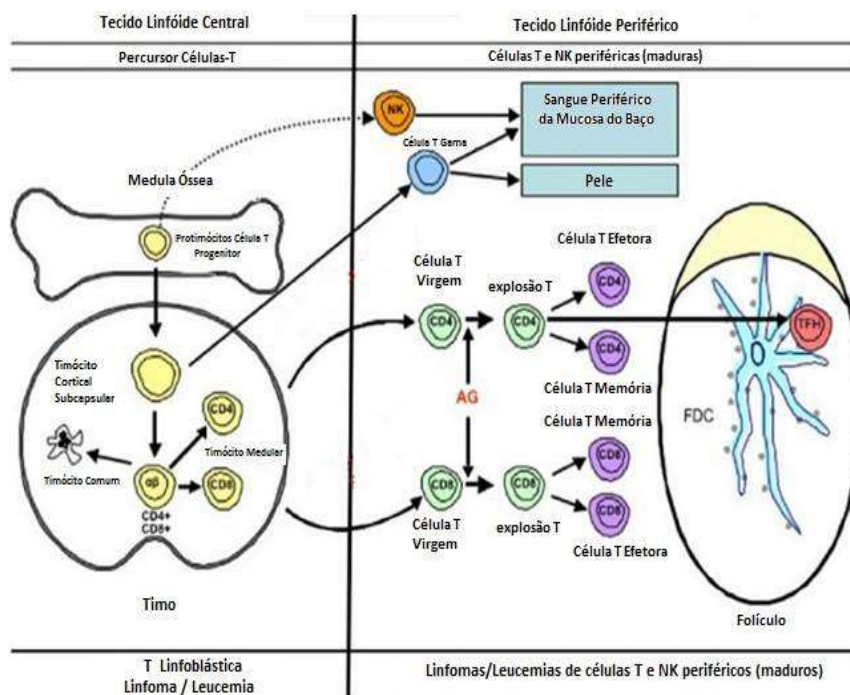 Tecido Linfóide Central
Tecido Linfóide Periférico
Percursor Células-T
Células T e NK periféricas (maduras)
NK
Sangue Periférico
da Mucosa do Baço
Célula T Gama
Pele
Medula Óssea
Protimócitos Célula T
Progenitor
Célula T Efetora
Célula T
Virgem
explosão T
CD4
CD4
CD4
CD4
TFH
Célula T Memória
AG
FDC
Timócito
Cortical
Subcapsular
CD4
Timócito Medular
Timócito Comum
αβ
CD8
CD4+
CD8+
Célula T Memória
CD8
CD8
CD8
CD8
Célula T
Virgem
explosão T
Célula T Efetora
Timo
Folículo
T Linfoblástica
Linfoma / Leucemia
Linfomas/Leucemias de células T e NK periféricos (maduros)